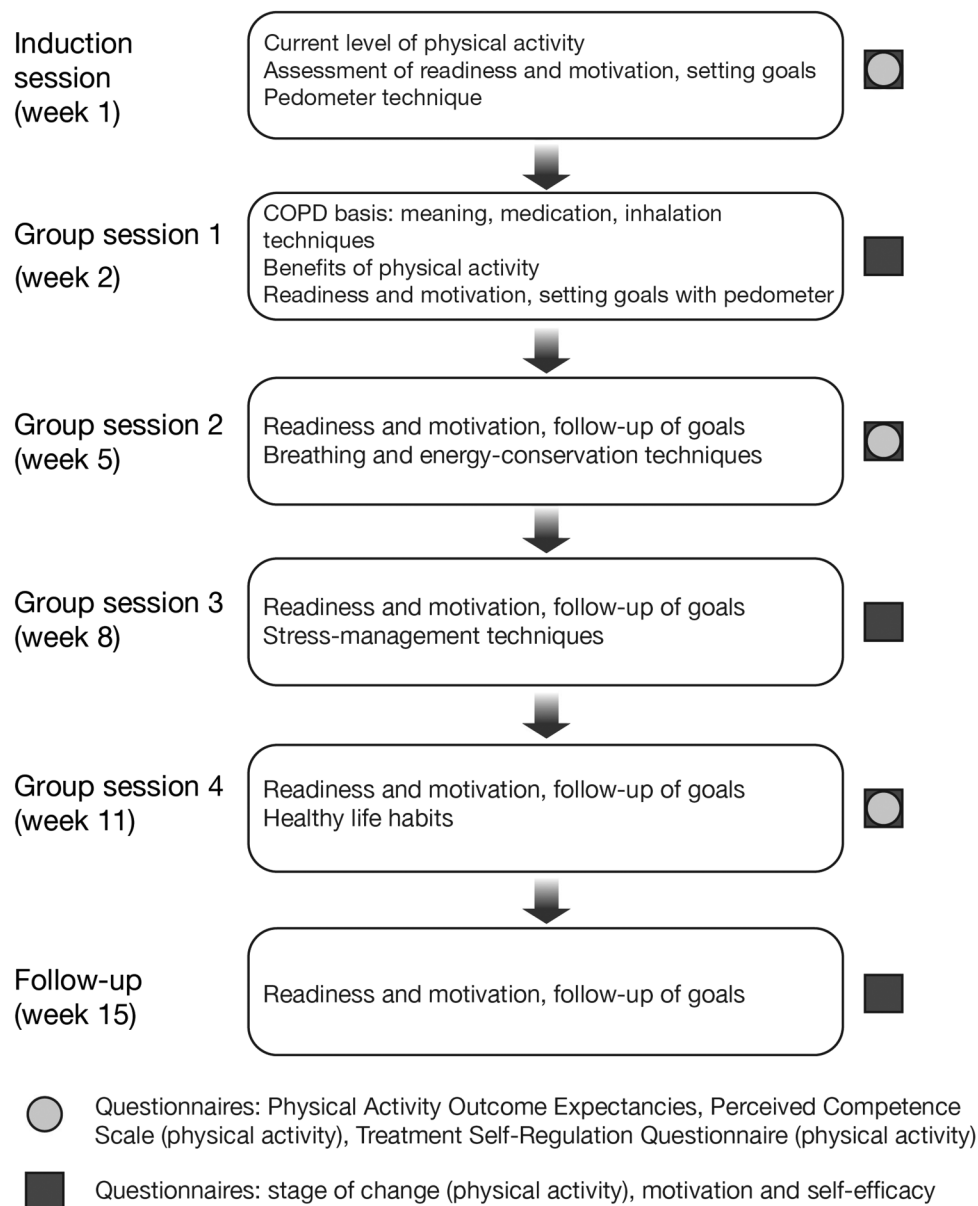 Induction
session
(week 1)
Current level of physical activity
Assessment of readiness and motivation, setting goals
Pedometer technique
Group session 1
(week 2)
COPD basis: meaning, medication, inhalation
techniques
Benefits of physical activity
Readiness and motivation, setting goals with pedometer
Group session 2
(week 5)
Readiness and motivation, follow-up of goals
Breathing and energy-conservation techniques
Group session 3
(week 8)
Readiness and motivation, follow-up of goals
Stress-management techniques
Group session 4
(week 11)
Readiness and motivation, follow-up of goals
Healthy life habits
Follow-up
(week 15)
Readiness and motivation, follow-up of goals
Questionnaires: Physical Activity Outcome Expectancies, Perceived Competence
Scale (physical activity), Treatment Self-Regulation Questionnaire (physical activity)
Questionnaires: stage of change (physical activity), motivation and self-efficacy